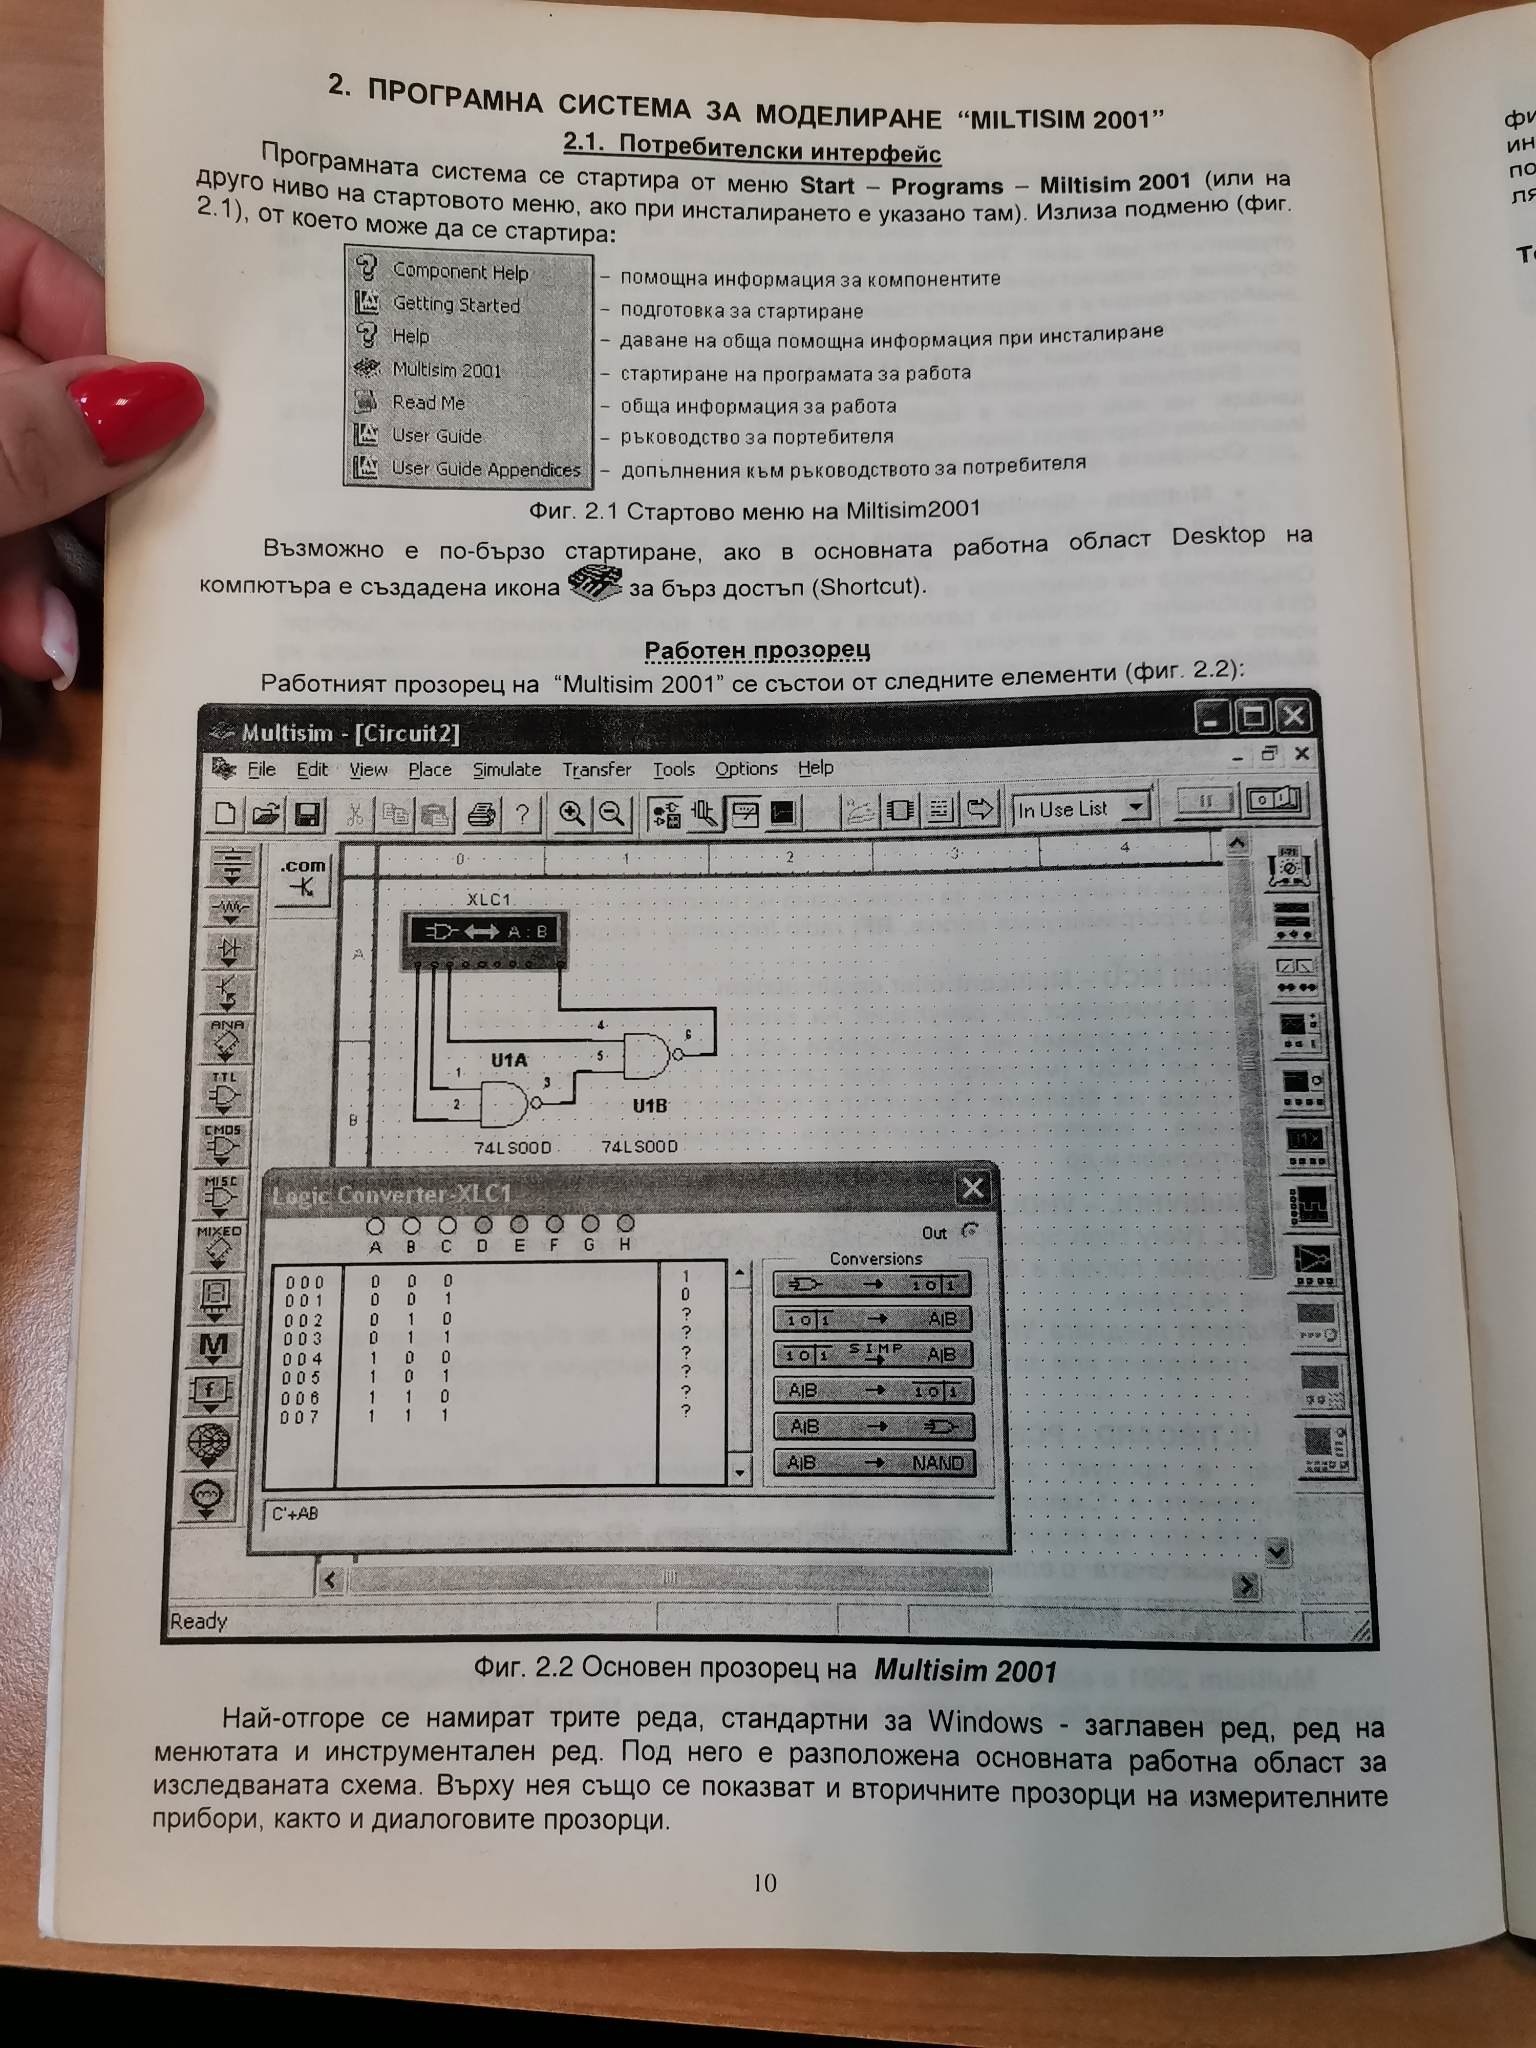 2. ПРОГРАМНА СИСТЕМА ЗА МОДЕЛИРАНЕ “MILTISIM 2001”
2.1. Потребителски интерфейс
Програмната система се стартира от меню Start – Programs – Miltisim 2001 (или на
друго ниво на стартовото меню, ако при инсталирането е указано там). Излиза подменю (фиг.
2.1), от което може да се стартира:
Component Help – помощна информация за компонентите
Getting Started – подготовка за стартиране
Help – даване на обща помощна информация при инсталиране
Multisim 2001 – стартиране на програмата за работа
Read Me – обща информация за работа
User Guide – ръководство за портебителя
User Guide Appendices – допълнения към ръководството за потребителя
Фиг. 2.1 Стартово меню на Miltisim2001
Възможно е по-бързо стартиране, ако в основната работна област Desktop на
компютъра е създадена икона за бърз достъп (Shortcut).
Работен прозорец
Работният прозорец на “Multisim 2001” се състои от следните елементи (фиг. 2.2):
Multisim - [Circuit2]
File Edit View Place Simulate Transfer Tools Options Help
In Use List
.com
0 1 2 3 4
XLC1
A : B
A
4
6
U1A
5
1
3
2
U1B
B
74LS00D 74LS00D
ANA
TTL
CMOS
MISC
MIXED
M
f
Logic Converter-XLC1
A B C D E F G H
Out
Conversions
000 0 0 0 1
001 0 0 1 0
002 0 1 0 ?
003 0 1 1 ?
004 1 0 0 ?
005 1 0 1 ?
006 1 1 0 ?
007 1 1 1 ?
→ 1 0 1
1 0 1 → A|B
1 0 1 SIMP → A|B
A|B → 1 0 1
A|B →
A|B → NAND
C'+AB
Ready
Фиг. 2.2 Основен прозорец на Multisim 2001
Най-отгоре се намират трите реда, стандартни за Windows - заглавен ред, ред на
менютата и инструментален ред. Под него е разположена основната работна област за
изследваната схема. Върху нея също се показват и вторичните прозорци на измерителните
прибори, както и диалоговите прозорци.
10